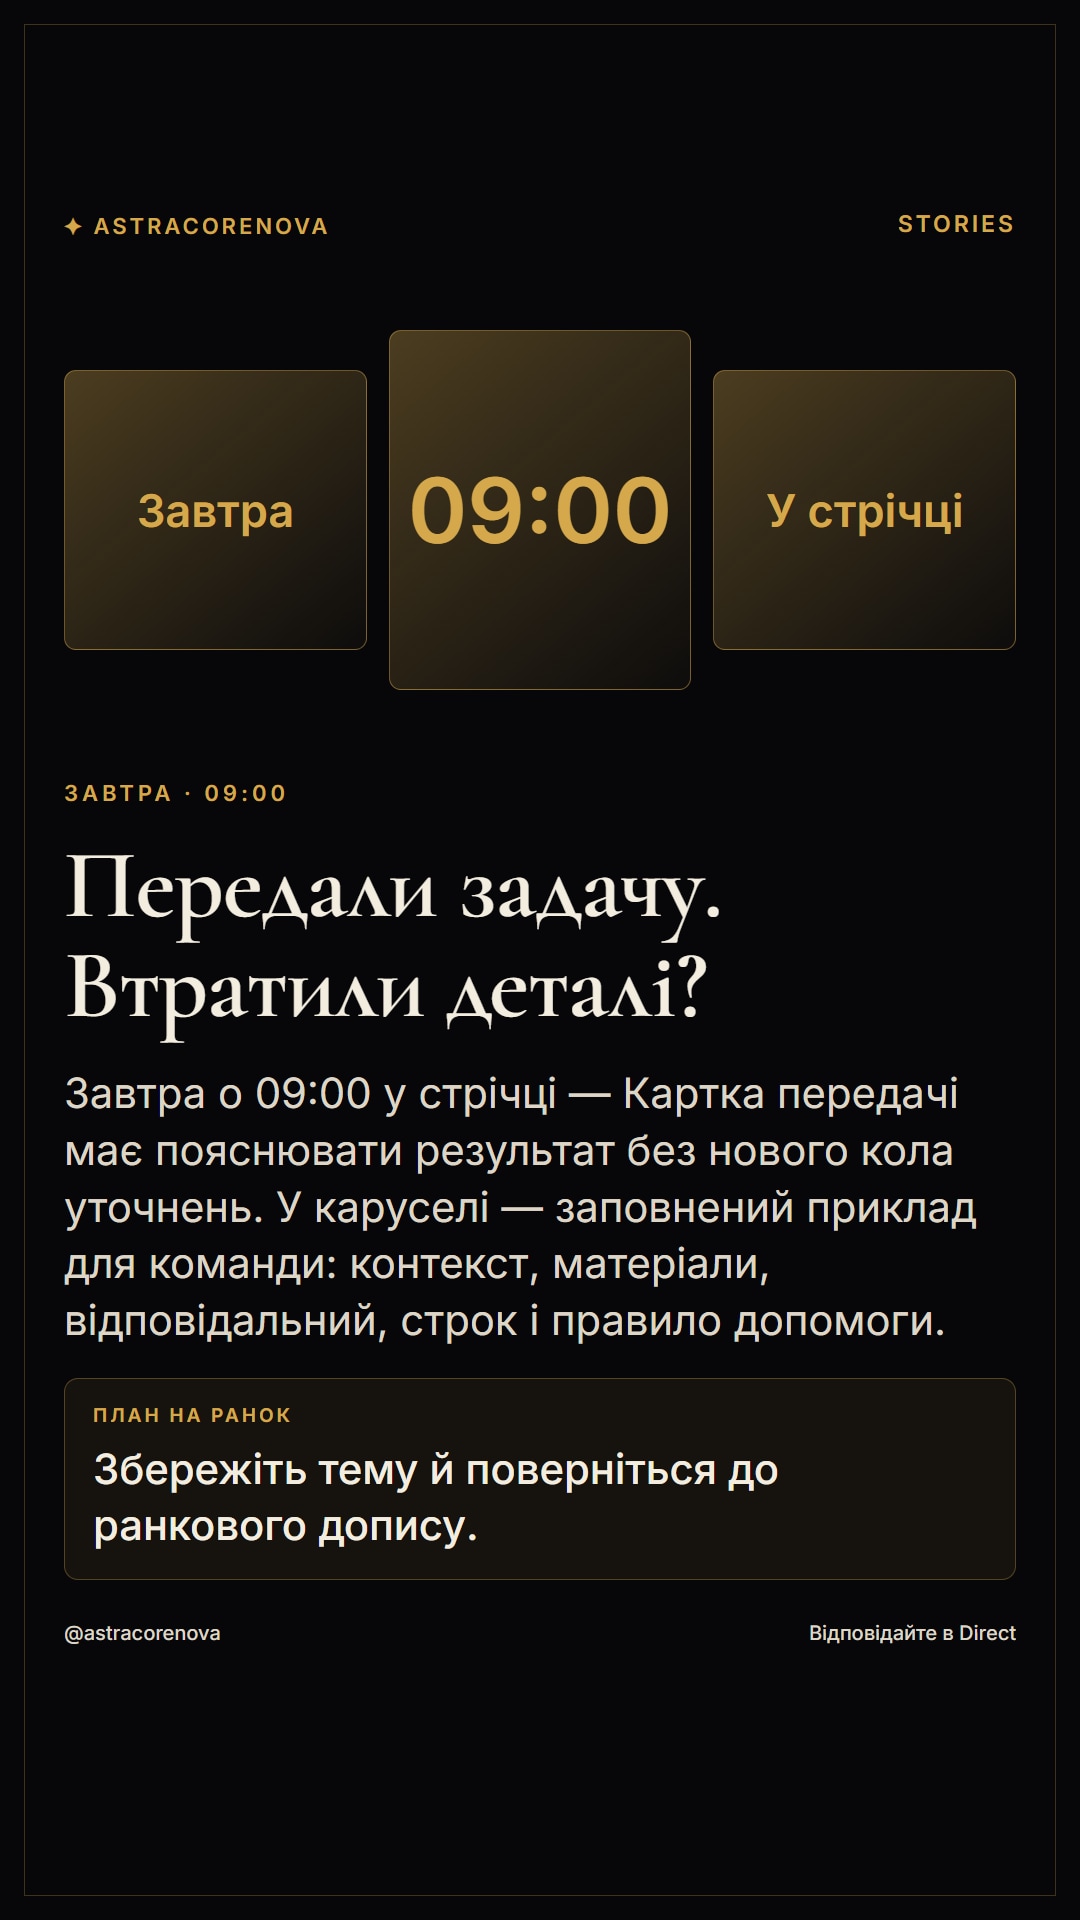 ✦ ASTRACORENOVA
STORIES
Завтра
09:00
У стрічці
ЗАВТРА · 09:00
Передали задачу.
Втратили деталі?
Завтра о 09:00 у стрічці — Картка передачі
має пояснювати результат без нового кола
уточнень. У каруселі — заповнений приклад
для команди: контекст, матеріали,
відповідальний, строк і правило допомоги.
ПЛАН НА РАНОК
Збережіть тему й поверніться до
ранкового допису.
@astracorenova
Відповідайте в Direct